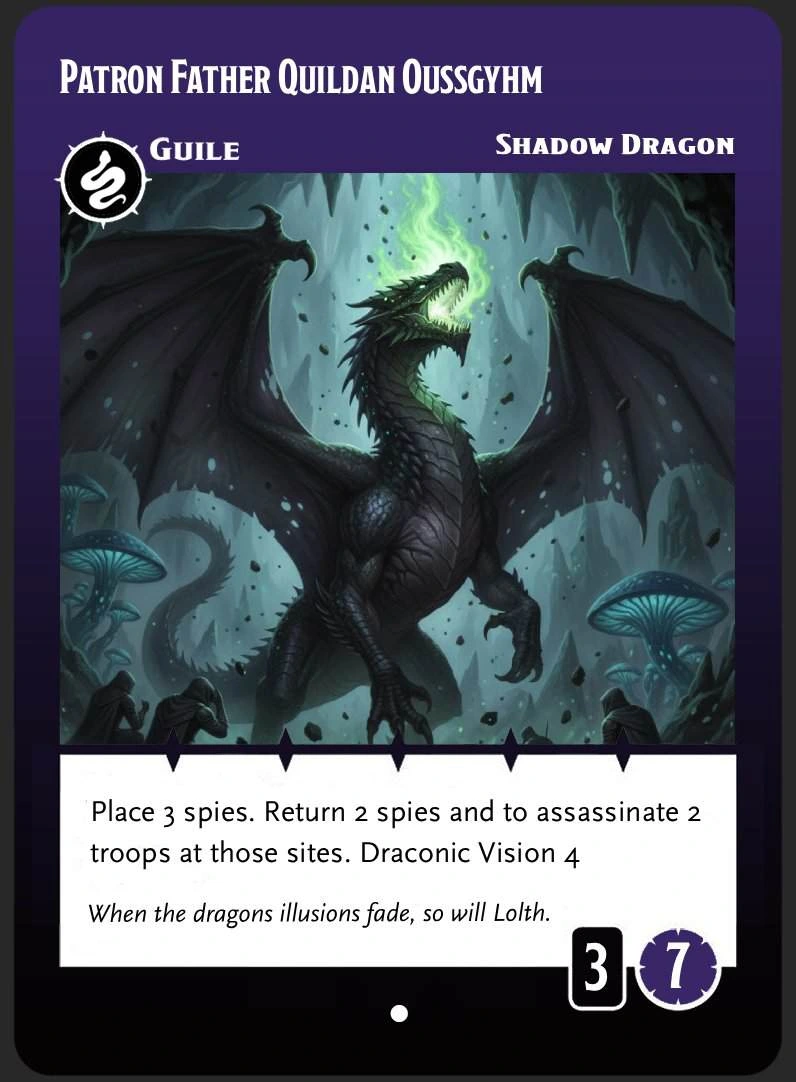 Patron Father Quildan Oussgyhm
Guile
Shadow Dragon
Place 3 spies. Return 2 spies and to assassinate 2
troops at those sites. Draconic Vision 4
When the dragons illusions fade, so will Lolth.
3
7